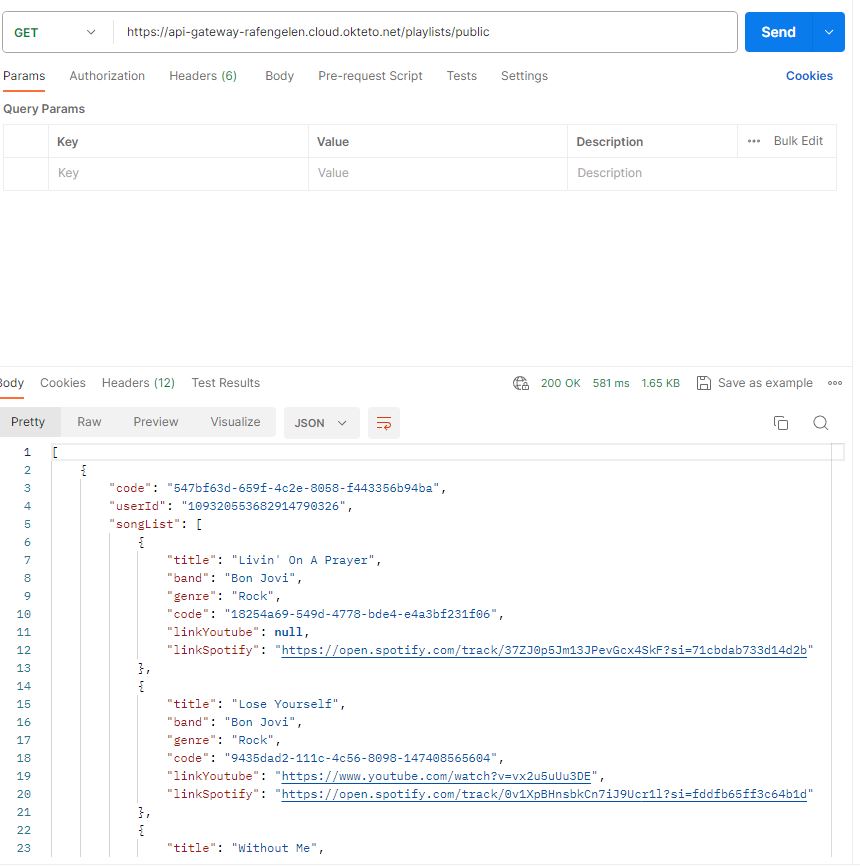 GET https://api-gateway-rafengelen.cloud.okteto.net/playlists/public Send
Params Authorization Headers (6) Body Pre-request Script Tests Settings Cookies
Query Params
Key Value Description ••• Bulk Edit
Key Value Description
Body Cookies Headers (12) Test Results 200 OK 581 ms 1.65 KB Save as example
Pretty Raw Preview Visualize JSON
1 [
2 {
3 "code": "547bf63d-659f-4c2e-8058-f443356b94ba",
4 "userId": "109320553682914790326",
5 "songList": [
6 {
7 "title": "Livin' On A Prayer",
8 "band": "Bon Jovi",
9 "genre": "Rock",
10 "code": "18254a69-549d-4778-bde4-e4a3bf231f06",
11 "linkYoutube": null,
12 "linkSpotify": "https://open.spotify.com/track/37ZJ0p5Jm13JPevGcx4SkF?si=71cbdab733d14d2b"
13 },
14 {
15 "title": "Lose Yourself",
16 "band": "Bon Jovi",
17 "genre": "Rock",
18 "code": "9435dad2-111c-4c56-8098-147408565604",
19 "linkYoutube": "https://www.youtube.com/watch?v=vx2u5uUu3DE",
20 "linkSpotify": "https://open.spotify.com/track/0v1XpBHnsbkCn7iJ9Ucr1l?si=fddfb65ff3c64b1d"
21 },
22 {
23 "title": "Without Me",